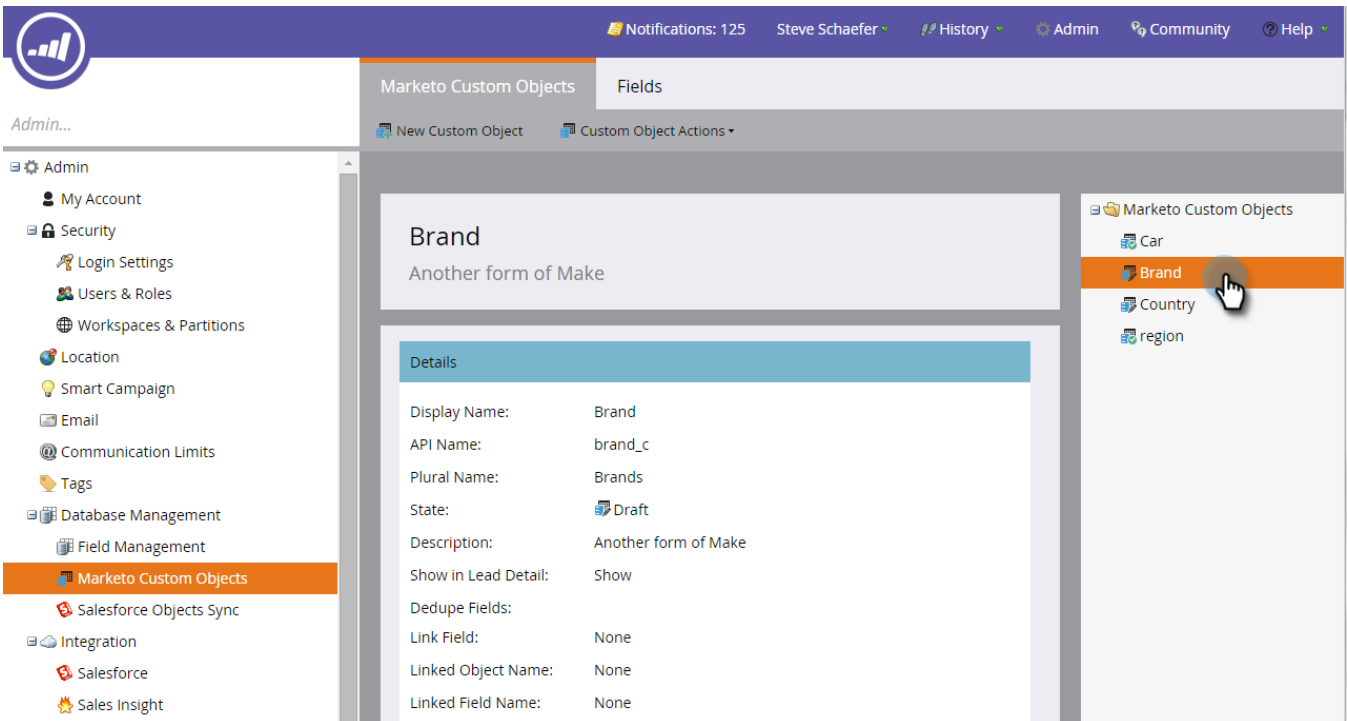 Notifications: 125 Steve Schaefer History Admin Community Help
Marketo Custom Objects Fields
Admin...
New Custom Object Custom Object Actions
Admin
My Account
Security
Login Settings
Users & Roles
Workspaces & Partitions
Location
Smart Campaign
Email
Communication Limits
Tags
Database Management
Field Management
Marketo Custom Objects
Salesforce Objects Sync
Integration
Salesforce
Sales Insight
Brand
Another form of Make
Details
Display Name: Brand
API Name: brand_c
Plural Name: Brands
State: Draft
Description: Another form of Make
Show in Lead Detail: Show
Dedupe Fields:
Link Field: None
Linked Object Name: None
Linked Field Name: None
Marketo Custom Objects
Car
Brand
Country
region